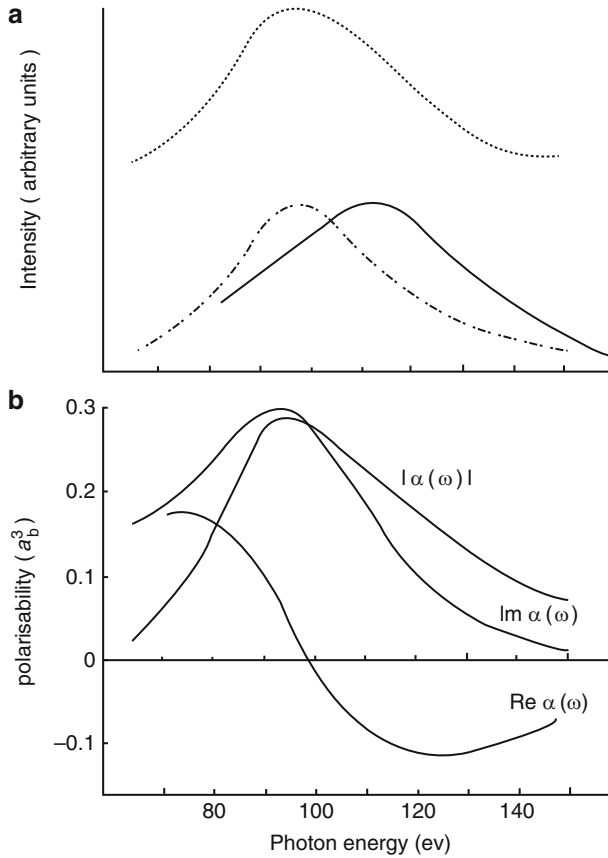 a
Intensity ( arbitrary units )
b
polarisability ( a_b^3 )
0.3
0.2
0.1
0
–0.1
I α(ω) I
Im α(ω)
Re α(ω)
80
100
120
140
Photon energy (ev)